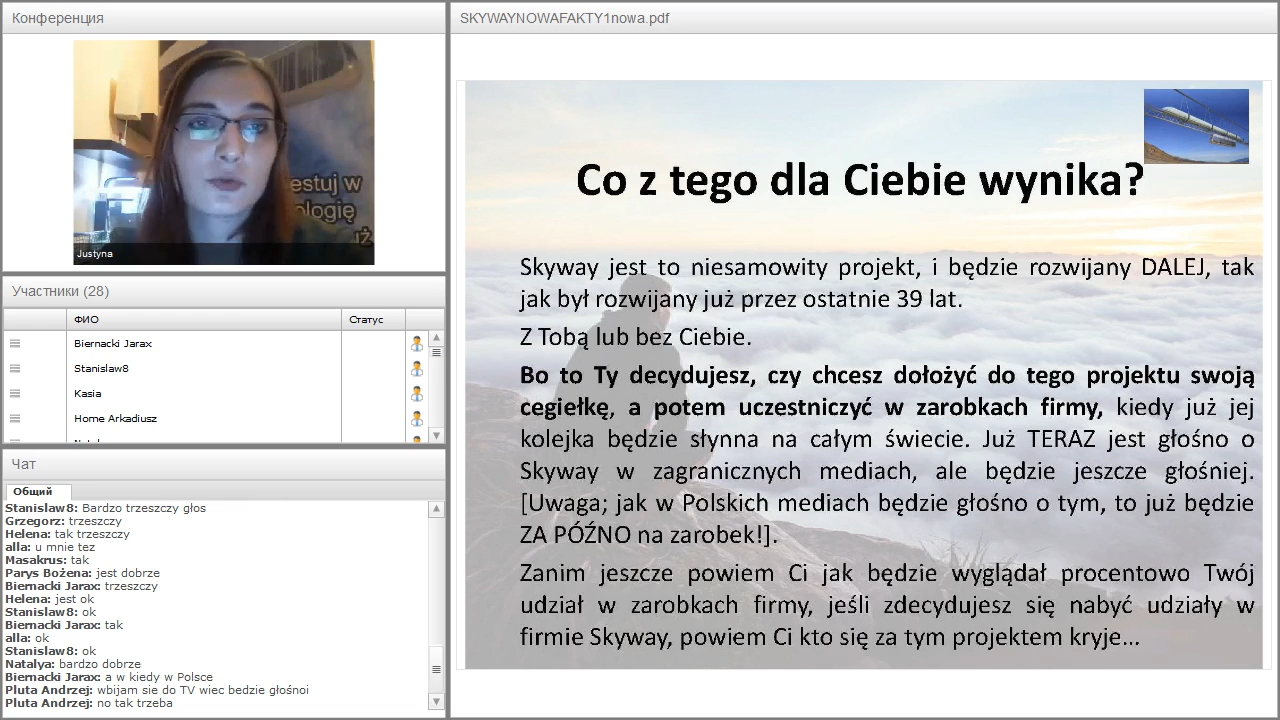 Конференция
estuj w
ologię
uż
Justyna
Участники (28)
ФИО Статус
Biernacki Jarax
Stanislaw8
Kasia
Home Arkadiusz
Чат
Общий
Stanislaw8: Bardzo trzeszczy głos
Grzegorz: trzeszczy
Helena: tak trzeszczy
alla: u mnie tez
Masakrus: tak
Parys Bożena: jest dobrze
Biernacki Jarax: trzeszczy
Helena: jest ok
Stanislaw8: ok
Biernacki Jarax: tak
alla: ok
Stanislaw8: ok
Natalya: bardzo dobrze
Biernacki Jarax: a w kiedy w Polsce
Pluta Andrzej: wbijam sie do TV wiec bedzie głośnoi
Pluta Andrzej: no tak trzeba
SKYWAYNOWAFAKTY1nowa.pdf
Co z tego dla Ciebie wynika?
Skyway jest to niesamowity projekt, i będzie rozwijany DALEJ, tak
jak był rozwijany już przez ostatnie 39 lat.
Z Tobą lub bez Ciebie.
Bo to Ty decydujesz, czy chcesz dołożyć do tego projektu swoją
cegiełkę, a potem uczestniczyć w zarobkach firmy, kiedy już jej
kolejka będzie słynna na całym świecie. Już TERAZ jest głośno o
Skyway w zagranicznych mediach, ale będzie jeszcze głośniej.
[Uwaga; jak w Polskich mediach będzie głośno o tym, to już będzie
ZA PÓŹNO na zarobek!].
Zanim jeszcze powiem Ci jak będzie wyglądał procentowo Twój
udział w zarobkach firmy, jeśli zdecydujesz się nabyć udziały w
firmie Skyway, powiem Ci kto się za tym projektem kryje...